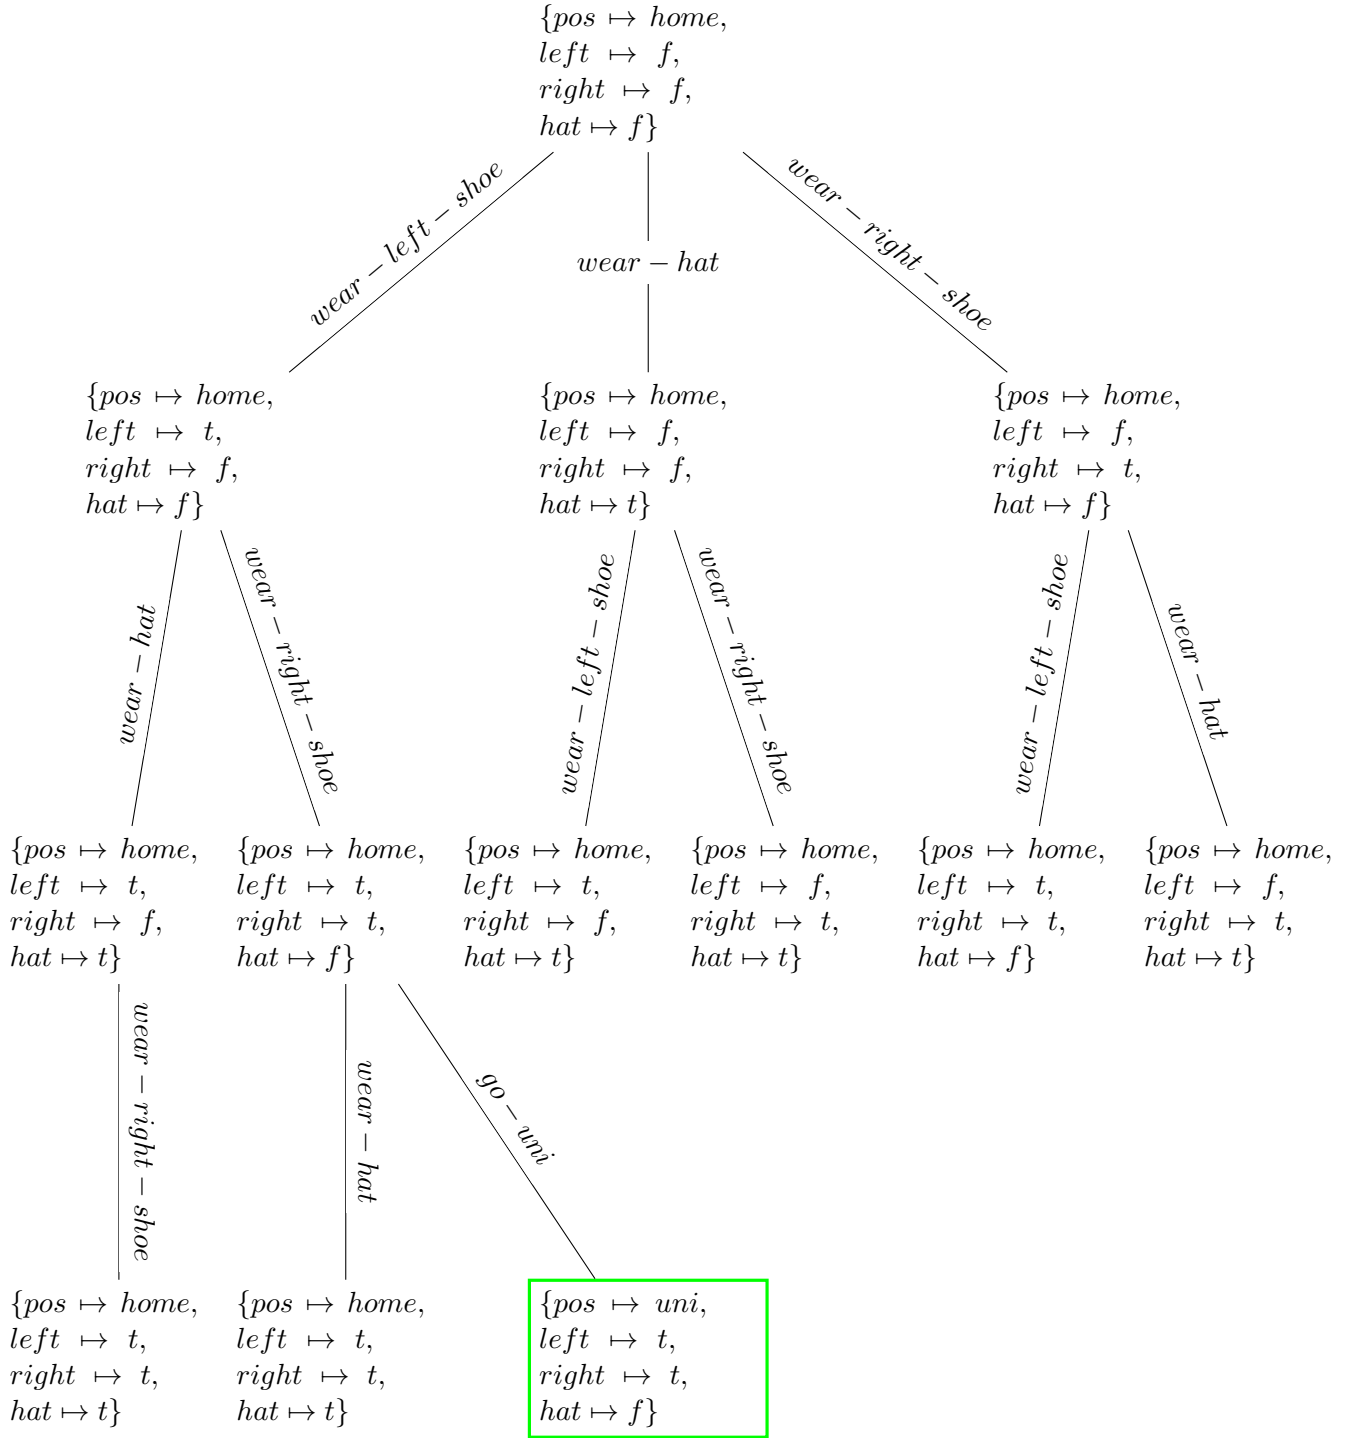 {pos ↦ home,
left ↦ f,
right ↦ f,
hat ↦ f}
wear − left − shoe
wear − hat
wear − right − shoe
{pos ↦ home,
left ↦ t,
right ↦ f,
hat ↦ f}
{pos ↦ home,
left ↦ f,
right ↦ f,
hat ↦ t}
{pos ↦ home,
left ↦ f,
right ↦ t,
hat ↦ f}
wear − hat
wear − right − shoe
wear − left − shoe
wear − right − shoe
wear − left − shoe
wear − hat
{pos ↦ home,
left ↦ t,
right ↦ f,
hat ↦ t}
{pos ↦ home,
left ↦ t,
right ↦ t,
hat ↦ f}
{pos ↦ home,
left ↦ t,
right ↦ f,
hat ↦ t}
{pos ↦ home,
left ↦ f,
right ↦ t,
hat ↦ t}
{pos ↦ home,
left ↦ t,
right ↦ t,
hat ↦ f}
{pos ↦ home,
left ↦ f,
right ↦ t,
hat ↦ t}
wear − right − shoe
wear − hat
go − uni
{pos ↦ home,
left ↦ t,
right ↦ t,
hat ↦ t}
{pos ↦ home,
left ↦ t,
right ↦ t,
hat ↦ t}
{pos ↦ uni,
left ↦ t,
right ↦ t,
hat ↦ f}